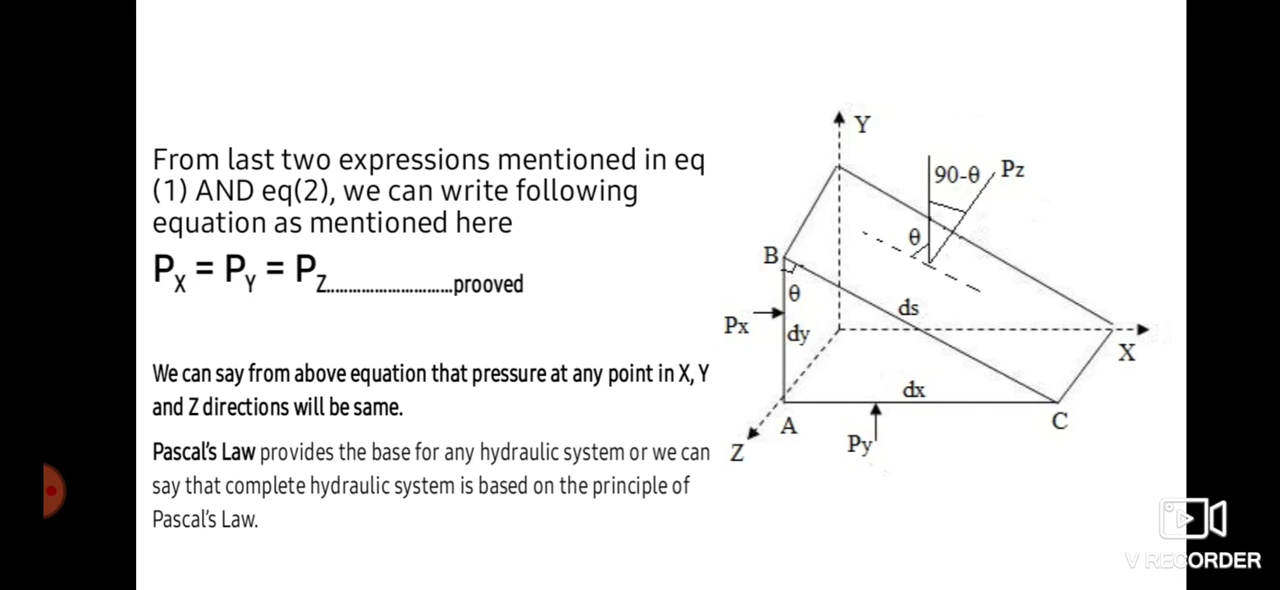 From last two expressions mentioned in eq
(1) AND eq(2), we can write following
equation as mentioned here
PX = PY = PZ............................prooved
We can say from above equation that pressure at any point in X, Y
and Z directions will be same.
Pascal's Law provides the base for any hydraulic system or we can
say that complete hydraulic system is based on the principle of
Pascal's Law.
Y
90-θ
Pz
θ
B
θ
ds
Px
dy
X
dx
A
C
Z
Py
V RECORDER